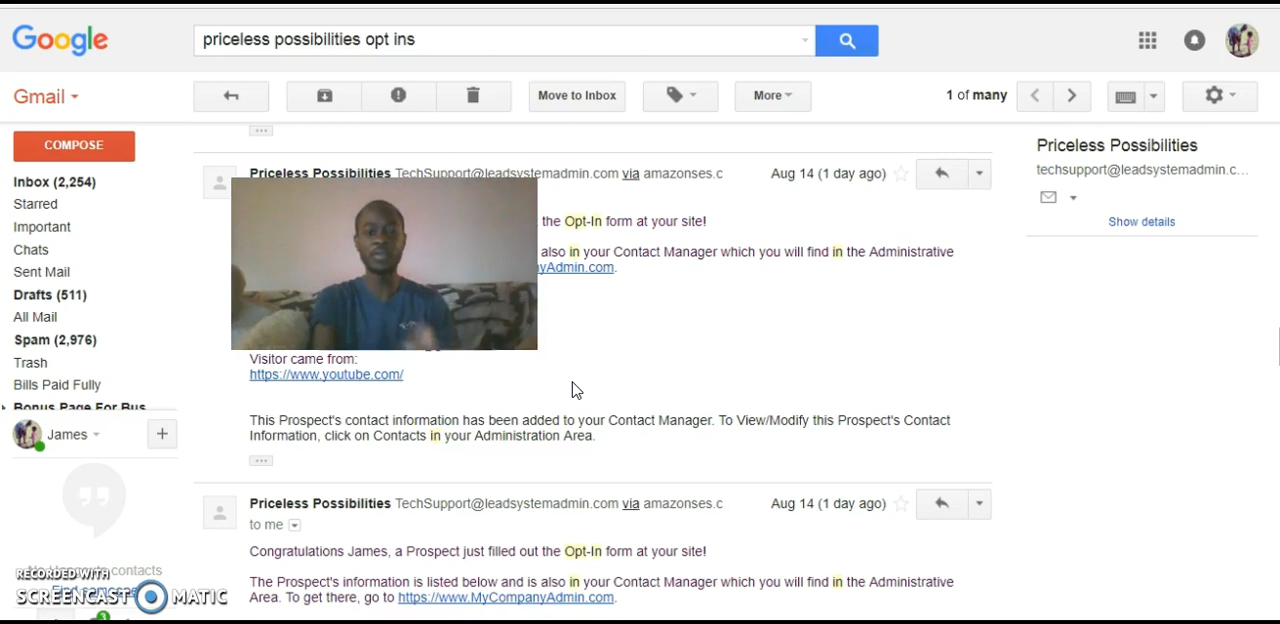 Google
priceless possibilities opt ins
Gmail
Move to Inbox
More
1 of many
COMPOSE
Inbox (2,254)
Starred
Important
Chats
Sent Mail
Drafts (511)
All Mail
Spam (2,976)
Trash
Bills Paid Fully
Bonus Page For Bus
James
Priceless Possibilities TechSupport@leadsystemadmin.com via amazonses.c
Aug 14 (1 day ago)
the Opt-In form at your site!
also in your Contact Manager which you will find in the Administrative
yAdmin.com.
Visitor came from:
https://www.youtube.com/
This Prospect's contact information has been added to your Contact Manager. To View/Modify this Prospect's Contact
Information, click on Contacts in your Administration Area.
Priceless Possibilities TechSupport@leadsystemadmin.com via amazonses.c
Aug 14 (1 day ago)
to me
Congratulations James, a Prospect just filled out the Opt-In form at your site!
The Prospect's information is listed below and is also in your Contact Manager which you will find in the Administrative
Area. To get there, go to https://www.MyCompanyAdmin.com.
Priceless Possibilities
techsupport@leadsystemadmin.c...
Show details
contacts
RECORDED WITH
SCREENCAST MATIC